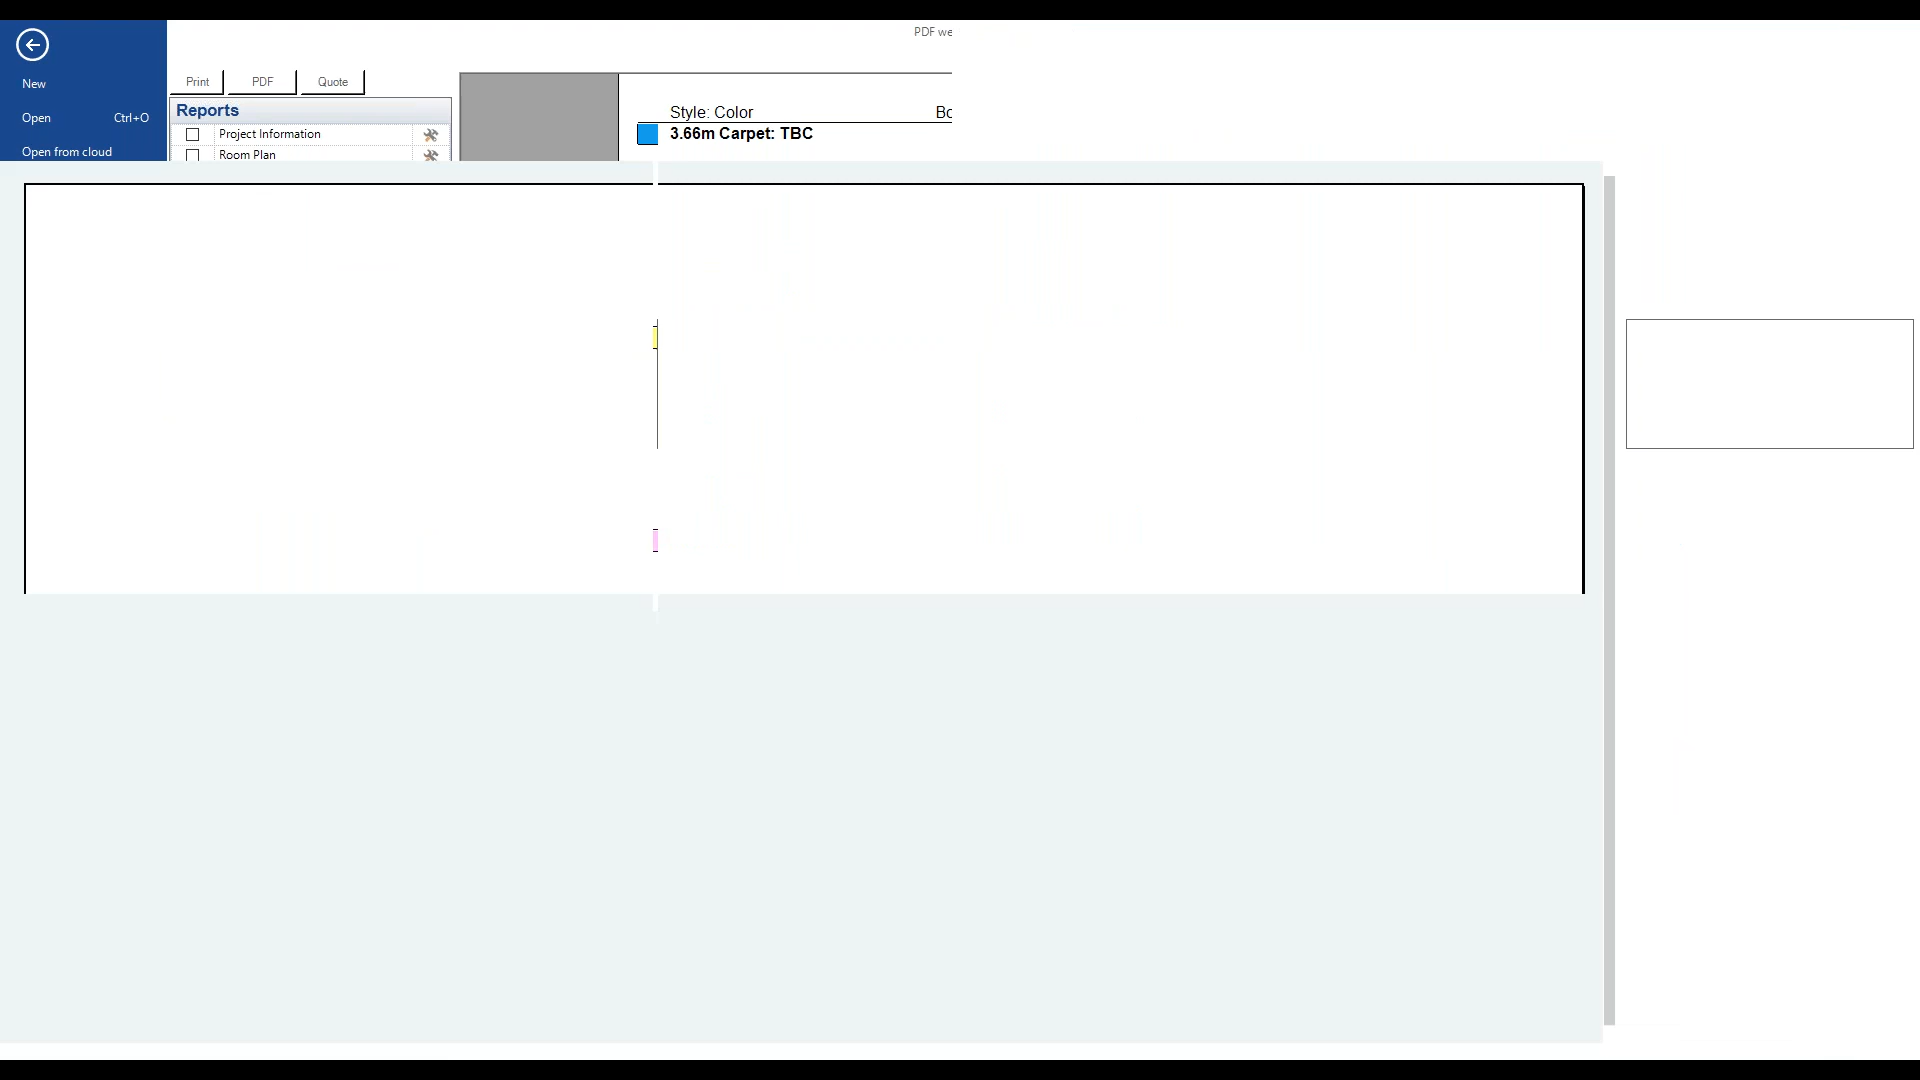 PDF we
New
Open Ctrl+O
Open from cloud
Print PDF Quote
Reports
Project Information
Room Plan
Style: Color Bo
3.66m Carpet: TBC